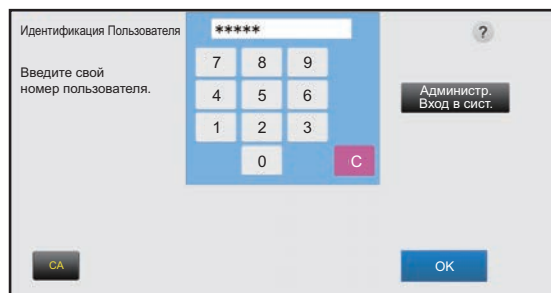 Идентификация Пользователя
*****
?
Введите свой
номер пользователя.
7 8 9
4 5 6
1 2 3
0 C
Администр.
Вход в сист.
CA
OK